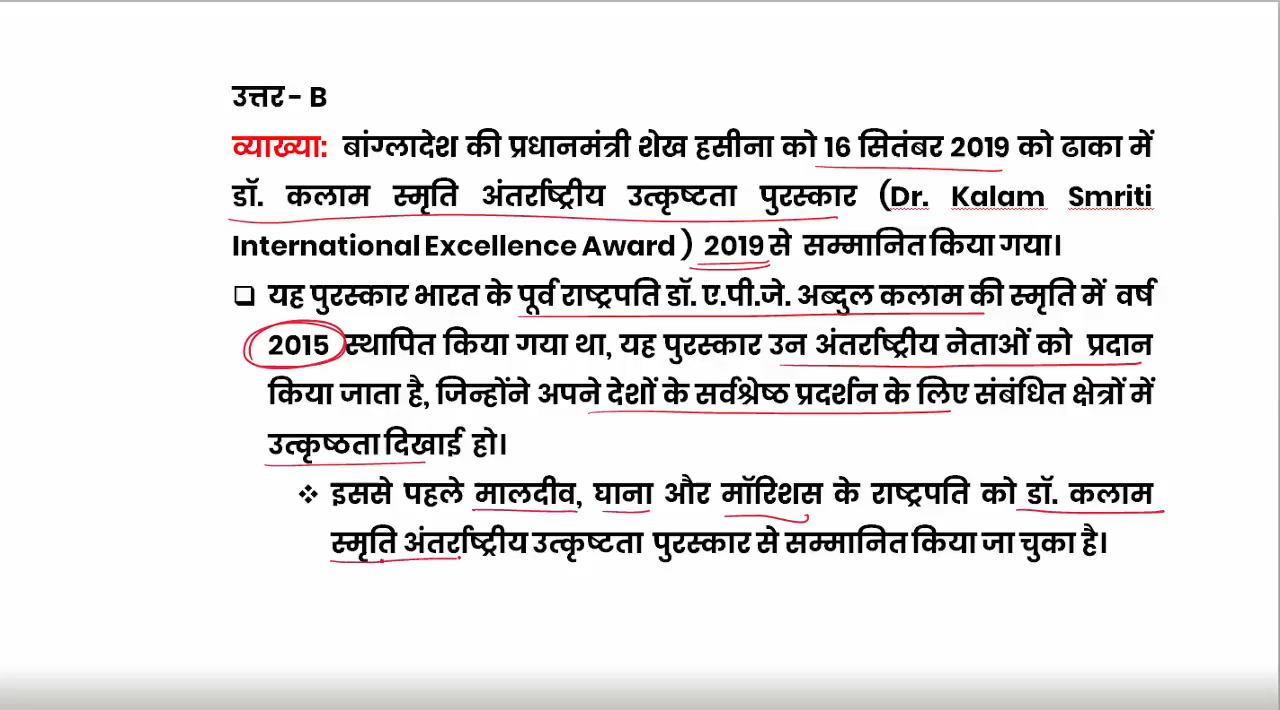 उत्तर - B
व्याख्या: बांग्लादेश की प्रधानमंत्री शेख हसीना को 16 सितंबर 2019 को ढाका में
डॉ. कलाम स्मृति अंतर्राष्ट्रीय उत्कृष्टता पुरस्कार (Dr. Kalam Smriti
International Excellence Award ) 2019 से सम्मानित किया गया।
❑ यह पुरस्कार भारत के पूर्व राष्ट्रपति डॉ. ए.पी.जे. अब्दुल कलाम की स्मृति में वर्ष
2015 स्थापित किया गया था, यह पुरस्कार उन अंतर्राष्ट्रीय नेताओं को प्रदान
किया जाता है, जिन्होंने अपने देशों के सर्वश्रेष्ठ प्रदर्शन के लिए संबंधित क्षेत्रों में
उत्कृष्ठता दिखाई हो।
❖ इससे पहले मालदीव, घाना और मॉरिशस के राष्ट्रपति को डॉ. कलाम
स्मृति अंतर्राष्ट्रीय उत्कृष्टता पुरस्कार से सम्मानित किया जा चुका है।